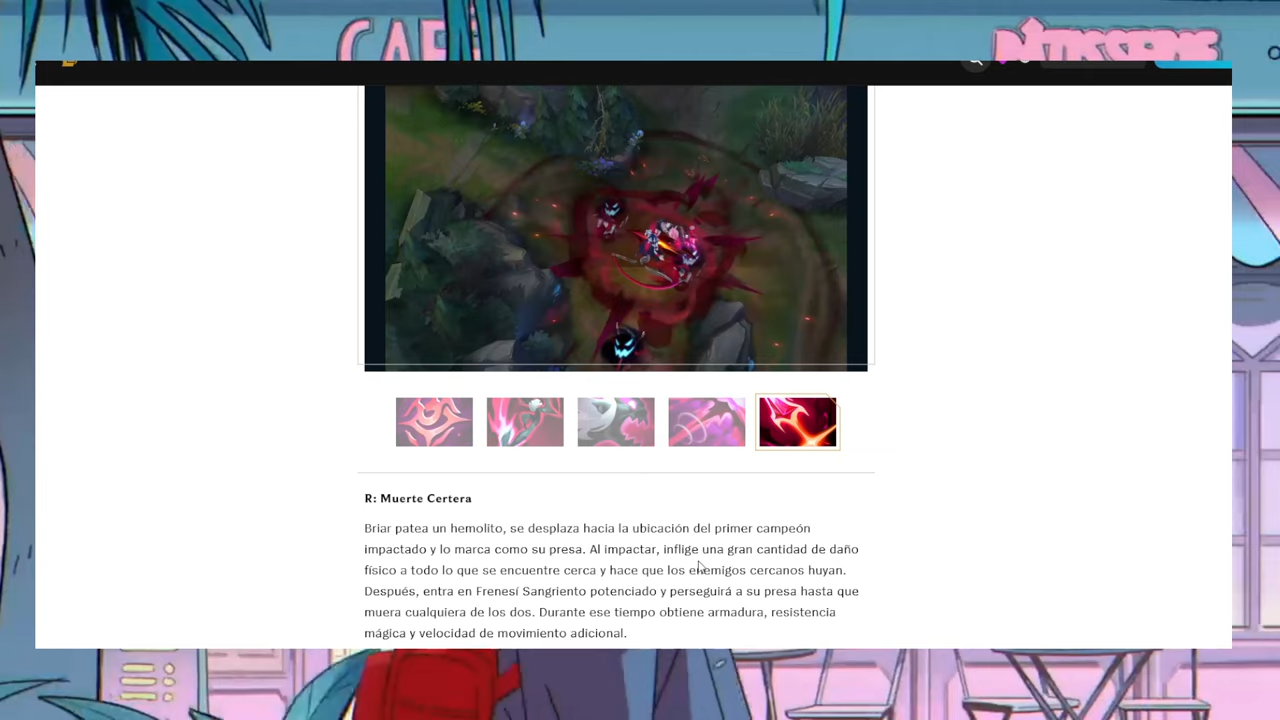 CAFÉ
PÂTISSERIE
R: Muerte Certera
Briar patea un hemolito, se desplaza hacia la ubicación del primer campeón
impactado y lo marca como su presa. Al impactar, inflige una gran cantidad de daño
físico a todo lo que se encuentre cerca y hace que los enemigos cercanos huyan.
Después, entra en Frenesí Sangriento potenciado y perseguirá a su presa hasta que
muera cualquiera de los dos. Durante ese tiempo obtiene armadura, resistencia
mágica y velocidad de movimiento adicional.